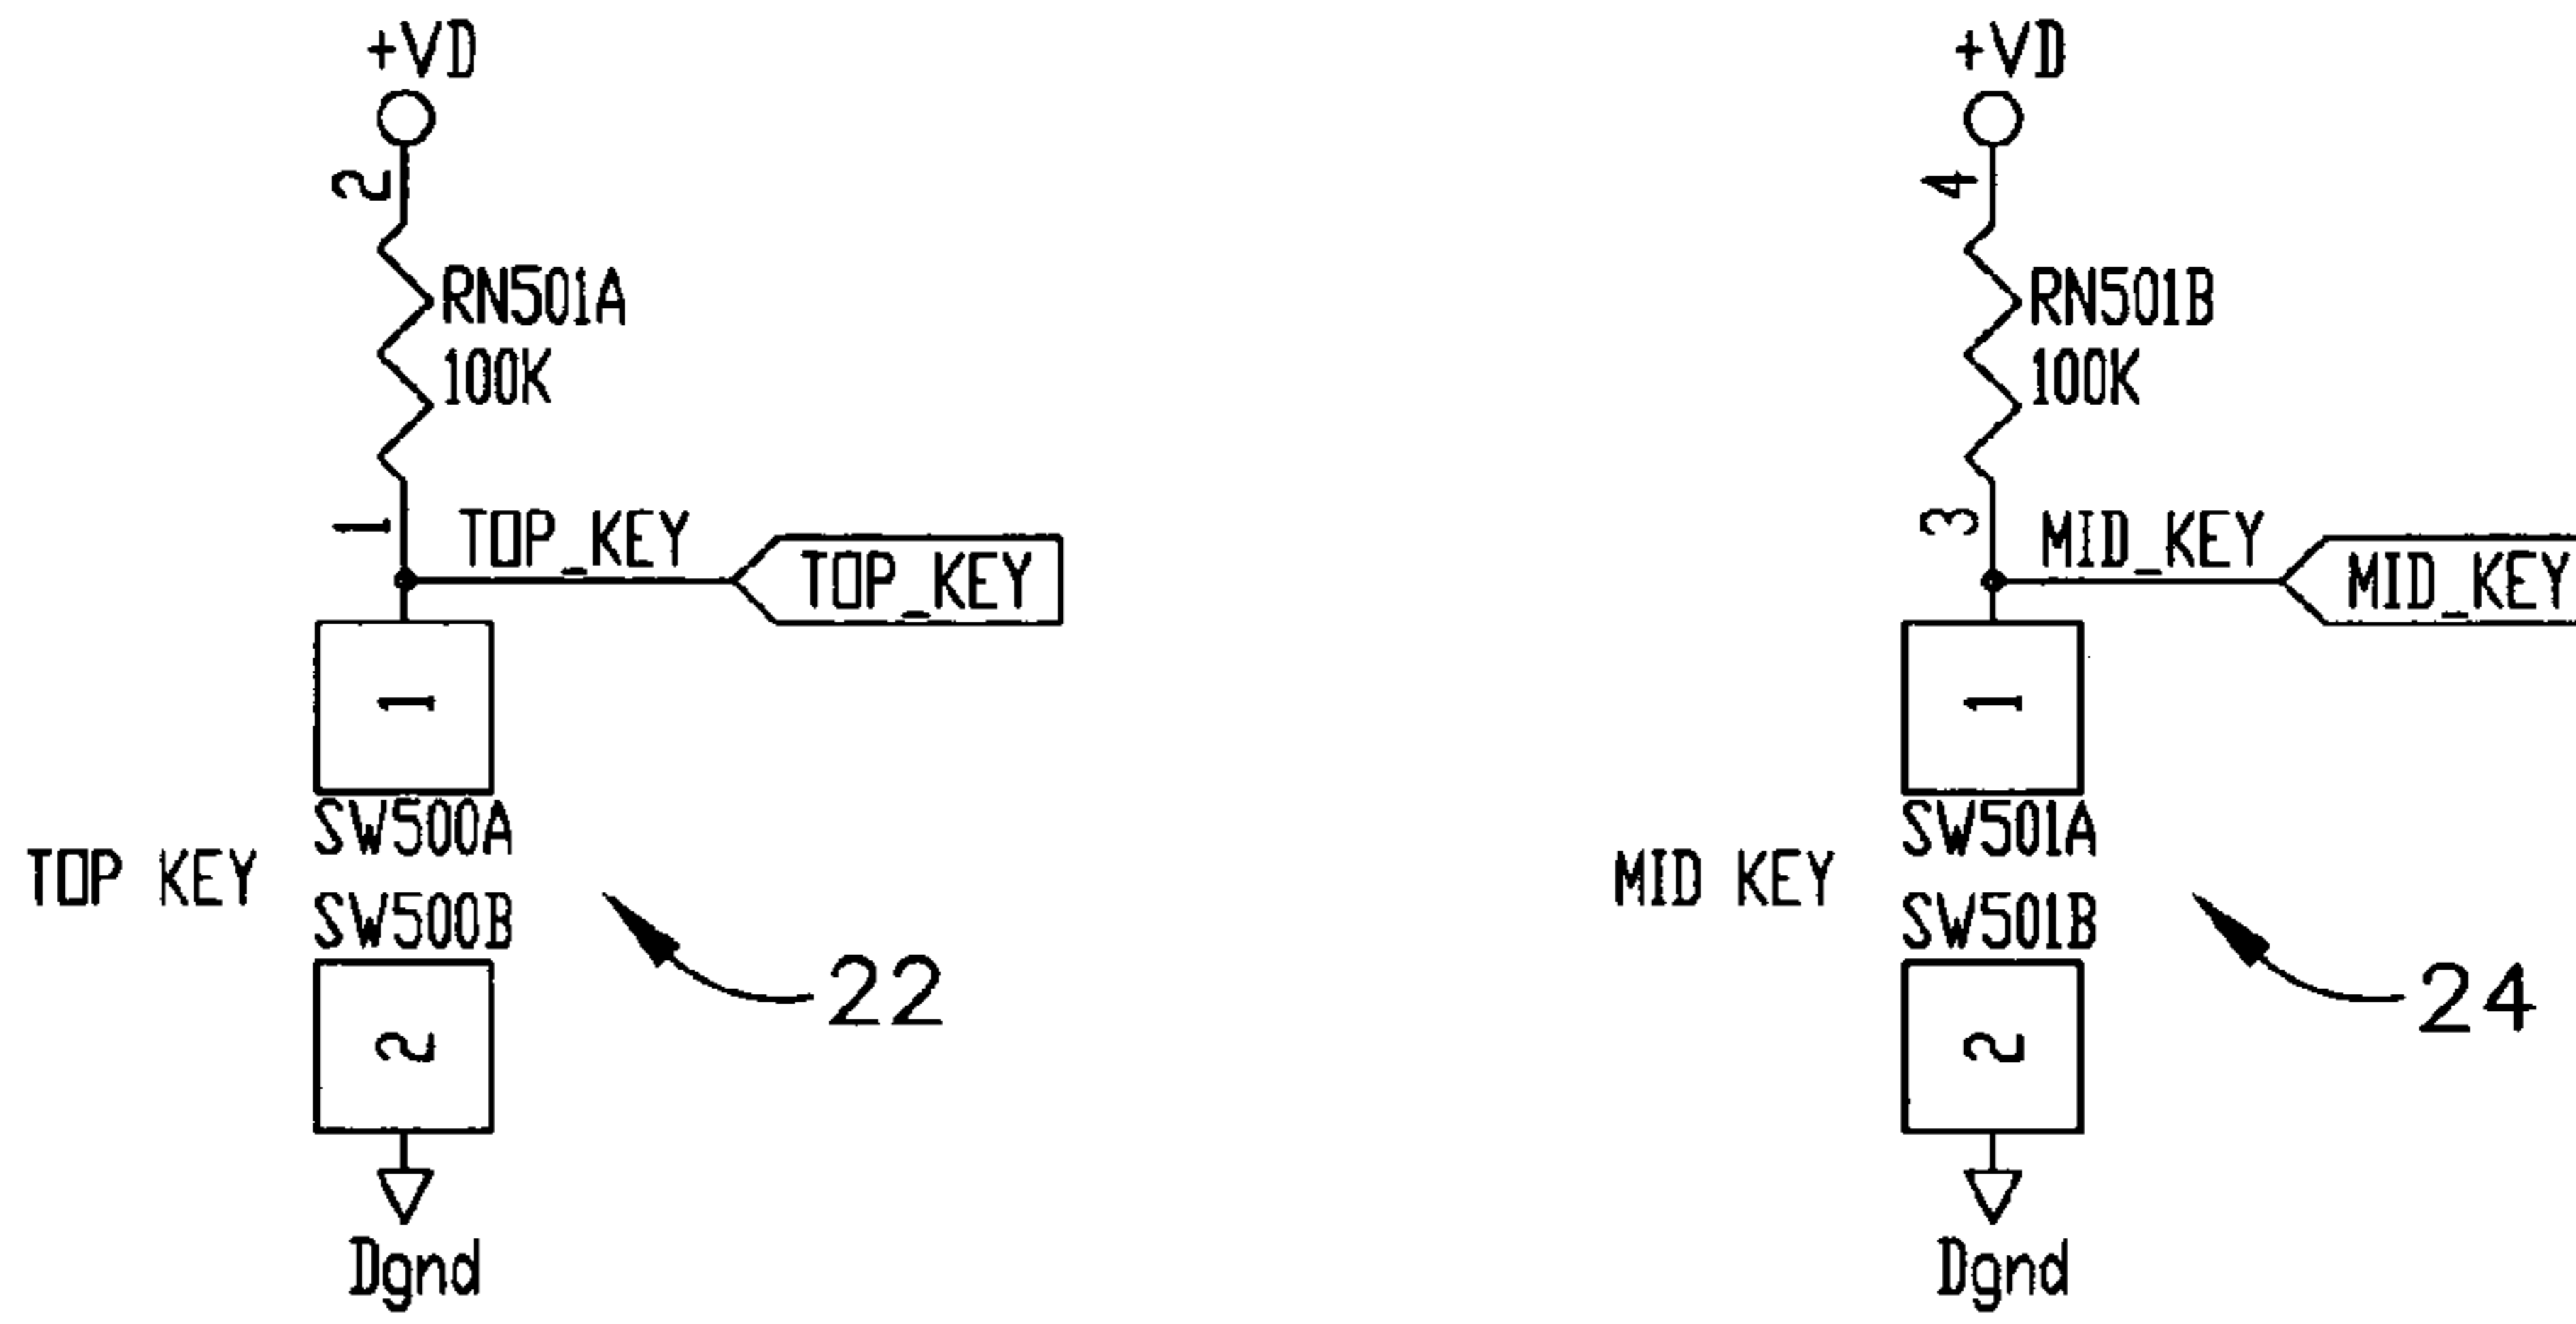 +VD
2
RN501A
100K
1
TOP_KEY
TOP_KEY
1
SW500A
TOP KEY
SW500B
22
2
Dgnd
+VD
4
RN501B
100K
3
MID_KEY
MID_KEY
1
SW501A
MID KEY
SW501B
24
2
Dgnd